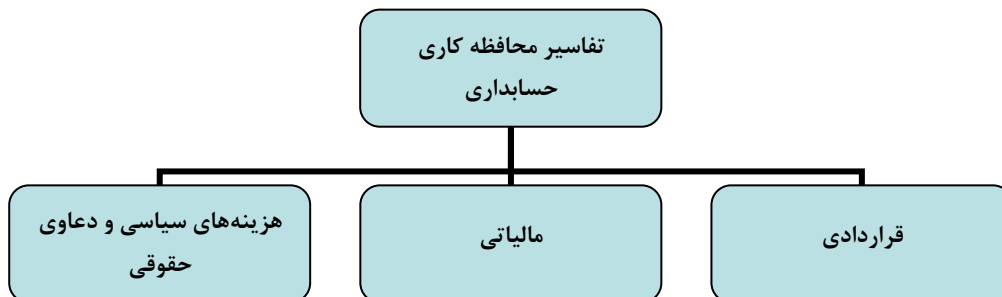 تفاسیر محافظه کاری
حسابداری
قراردادی
مالیاتی
هزینه‌های سیاسی و دعاوی
حقوقی